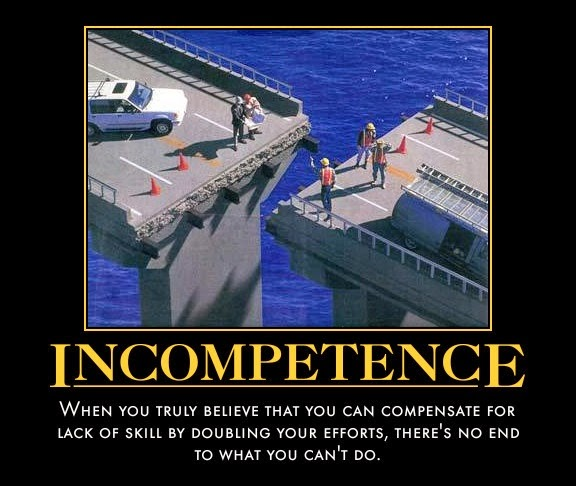 INCOMPETENCE
WHEN YOU TRULY BELIEVE THAT YOU CAN COMPENSATE FOR
LACK OF SKILL BY DOUBLING YOUR EFFORTS, THERE'S NO END
TO WHAT YOU CAN'T DO.